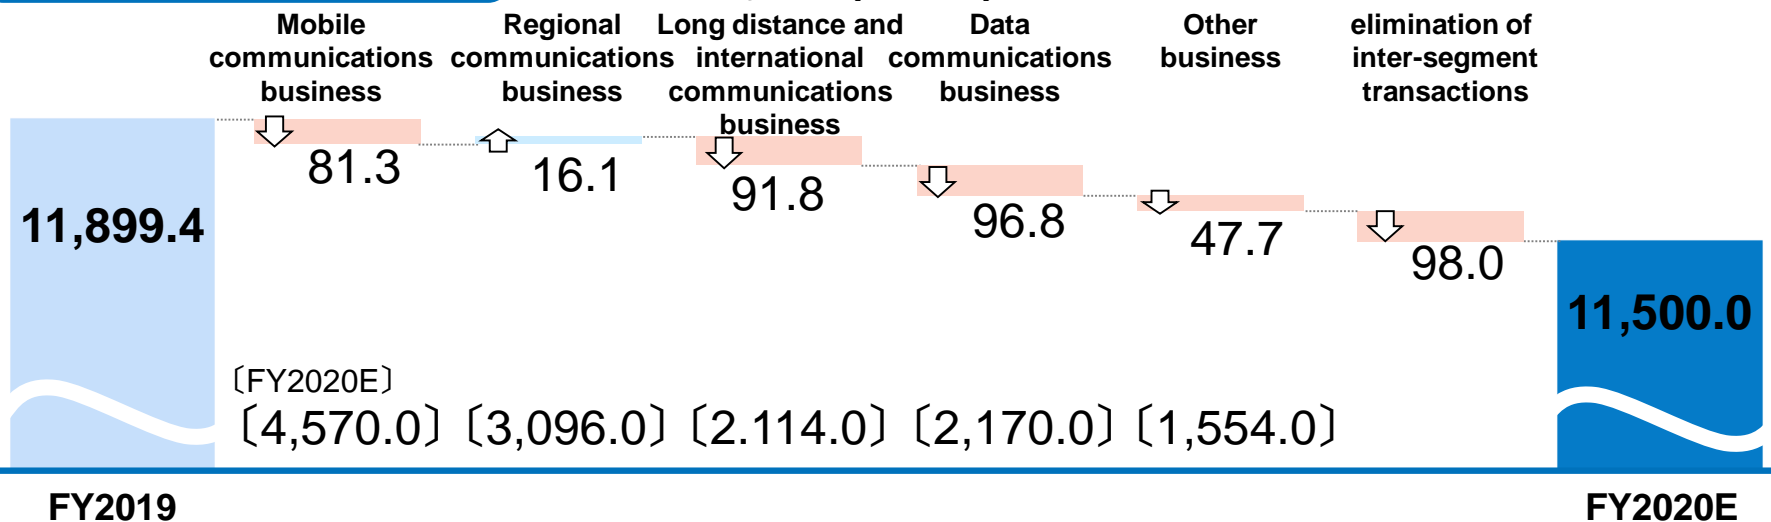 Mobile
communications
business
Regional
communications
business
Long distance and
international
communications
business
Data
communications
business
Other
business
elimination of
inter-segment
transactions
11,899.4
81.3
16.1
91.8
96.8
47.7
98.0
11,500.0
〔FY2020E〕
〔4,570.0〕〔3,096.0〕〔2.114.0〕〔2,170.0〕〔1,554.0〕
FY2019
FY2020E